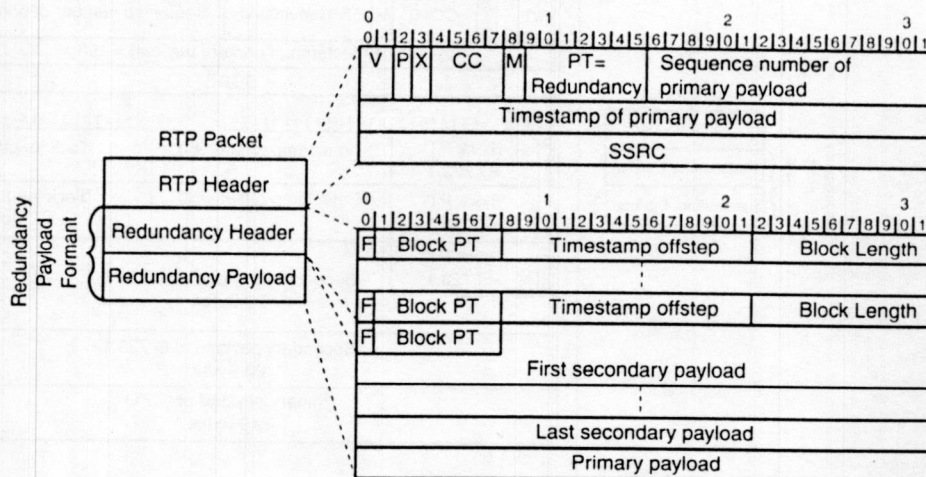 0 1 2 3
0 1 2 3 4 5 6 7 8 9 0 1 2 3 4 5 6 7 8 9 0 1 2 3 4 5 6 7 8 9 0 1
V P X CC M PT= Sequence number of
Redundancy primary payload
Timestamp of primary payload
SSRC
RTP Packet
RTP Header
Redundancy Header
Redundancy Payload
Redundancy
Payload
Formant
0 1 2 3
0 1 2 3 4 5 6 7 8 9 0 1 2 3 4 5 6 7 8 9 0 1 2 3 4 5 6 7 8 9 0 1
F Block PT Timestamp offstep Block Length
F Block PT Timestamp offstep Block Length
F Block PT
First secondary payload
Last secondary payload
Primary payload